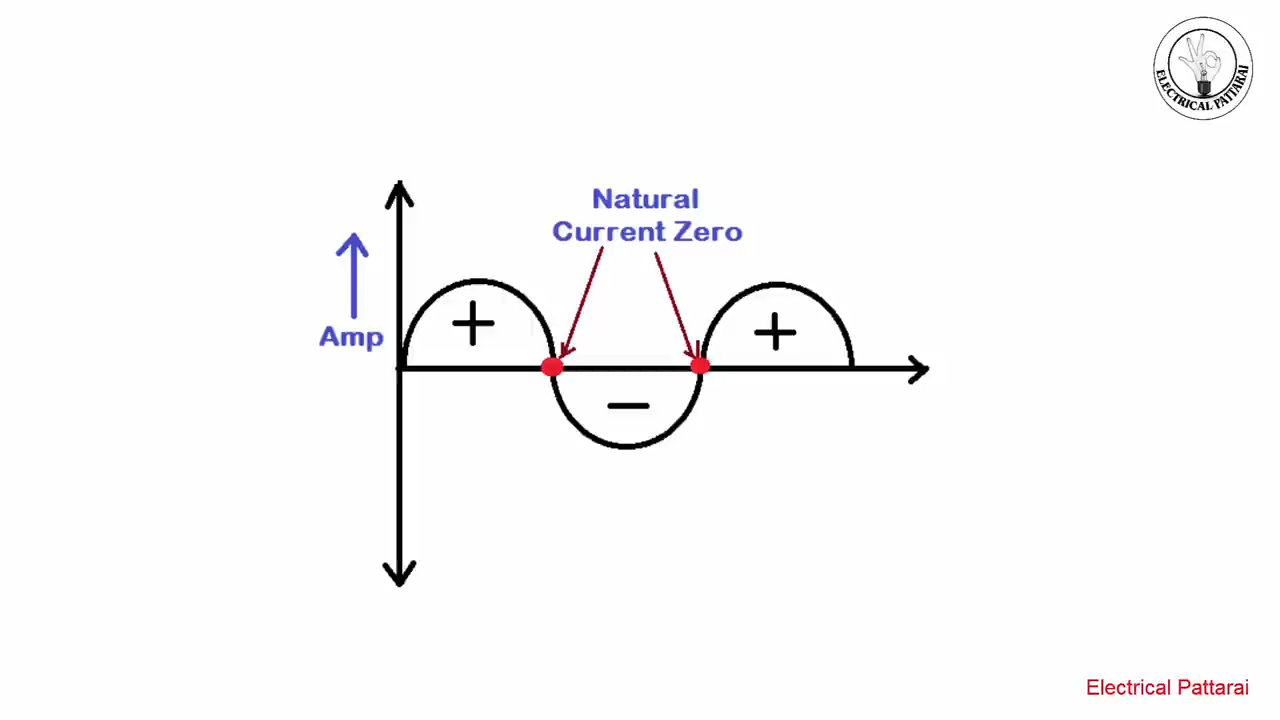 ELECTRICAL PATTARAI
Natural
Current Zero
Amp
+
+
−
Electrical Pattarai